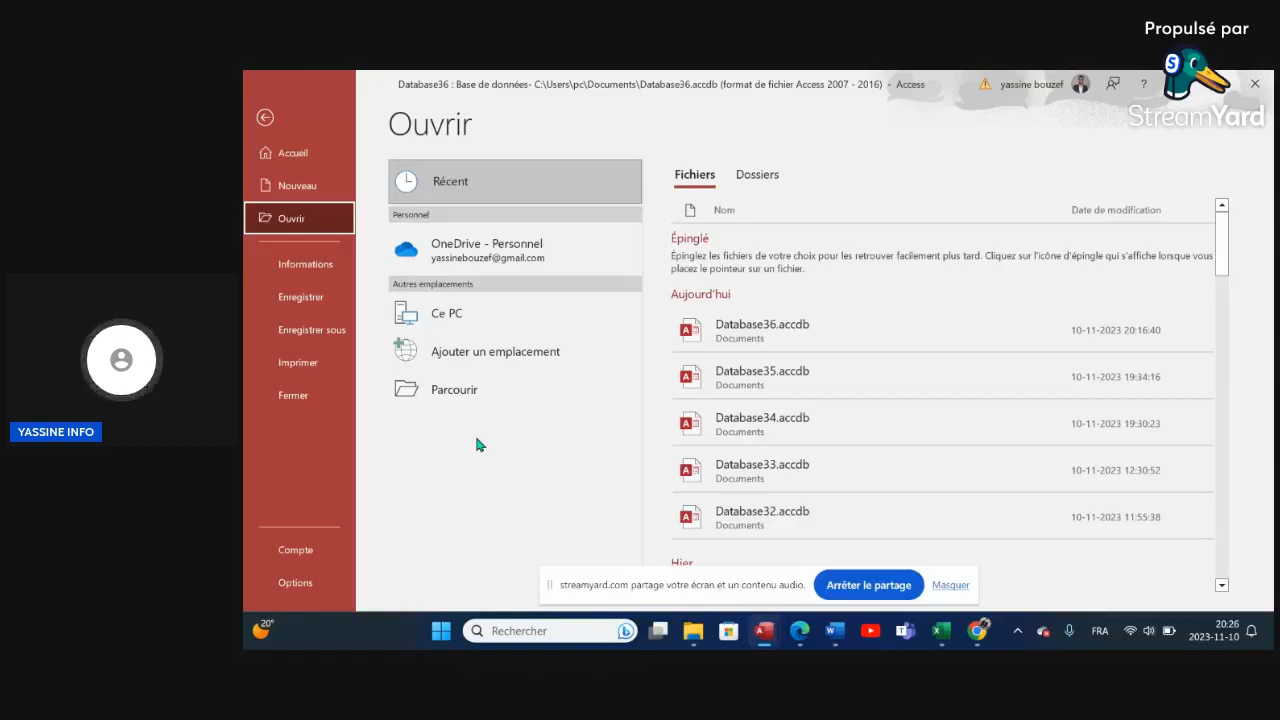 Propulsé par
StreamYard
Database36 : Base de données- C:\Users\pc\Documents\Database36.accdb (format de fichier Access 2007 - 2016) - Access
yassine bouzef
?
Ouvrir
Accueil
Nouveau
Ouvrir
Informations
Enregistrer
Enregistrer sous
Imprimer
Fermer
Compte
Options
Récent
Personnel
OneDrive - Personnel
yassinebouzef@gmail.com
Autres emplacements
Ce PC
Ajouter un emplacement
Parcourir
Fichiers
Dossiers
Nom
Date de modification
Épinglé
Épinglez les fichiers de votre choix pour les retrouver facilement plus tard. Cliquez sur l'icône d'épingle qui s'affiche lorsque vous
placez le pointeur sur un fichier.
Aujourd'hui
Database36.accdb
Documents
10-11-2023 20:16:40
Database35.accdb
Documents
10-11-2023 19:34:16
Database34.accdb
Documents
10-11-2023 19:30:23
Database33.accdb
Documents
10-11-2023 12:30:52
Database32.accdb
Documents
10-11-2023 11:55:38
Hier
streamyard.com partage votre écran et un contenu audio.
Arrêter le partage
Masquer
YASSINE INFO
20°
Rechercher
FRA
20:26
2023-11-10